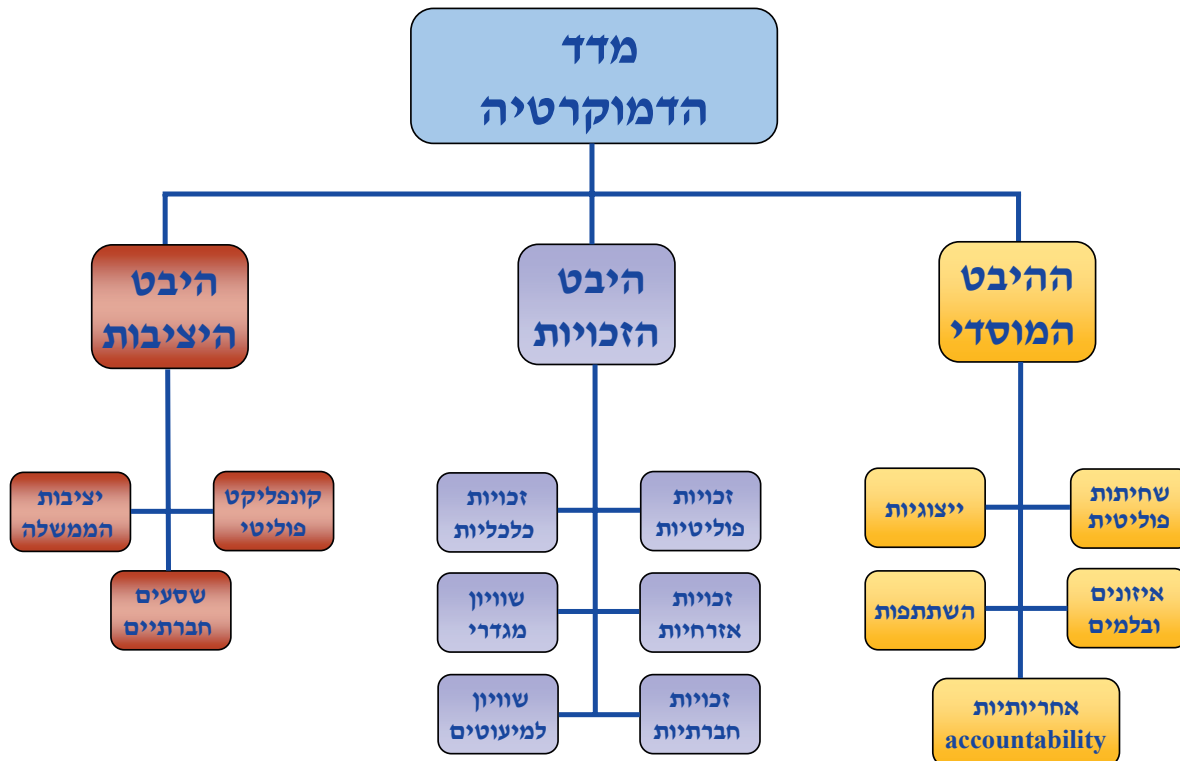 מדד
הדמוקרטיה
ההיבט
המוסדי
היבט
הזכויות
היבט
היציבות
שחיתות
פוליטית
ייצוגיות
איזונים
ובלמים
השתתפות
אחריותיות
accountability
זכויות
פוליטיות
זכויות
כלכליות
זכויות
אזרחיות
שוויון
מגדרי
זכויות
חברתיות
שוויון
למיעוטים
קונפליקט
פוליטי
יציבות
הממשלה
שסעים
חברתיים